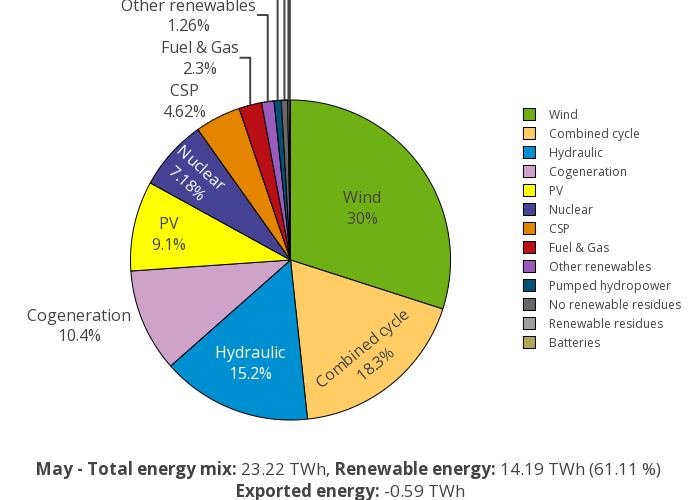 Other renewables
1.26%
Fuel & Gas
2.3%
CSP
4.62%
Nuclear
7.18%
PV
9.1%
Cogeneration
10.4%
Hydraulic
15.2%
Combined cycle
18.3%
Wind
30%
Wind
Combined cycle
Hydraulic
Cogeneration
PV
Nuclear
CSP
Fuel & Gas
Other renewables
Pumped hydropower
No renewable residues
Renewable residues
Batteries
May - Total energy mix: 23.22 TWh, Renewable energy: 14.19 TWh (61.11 %)
Exported energy: -0.59 TWh